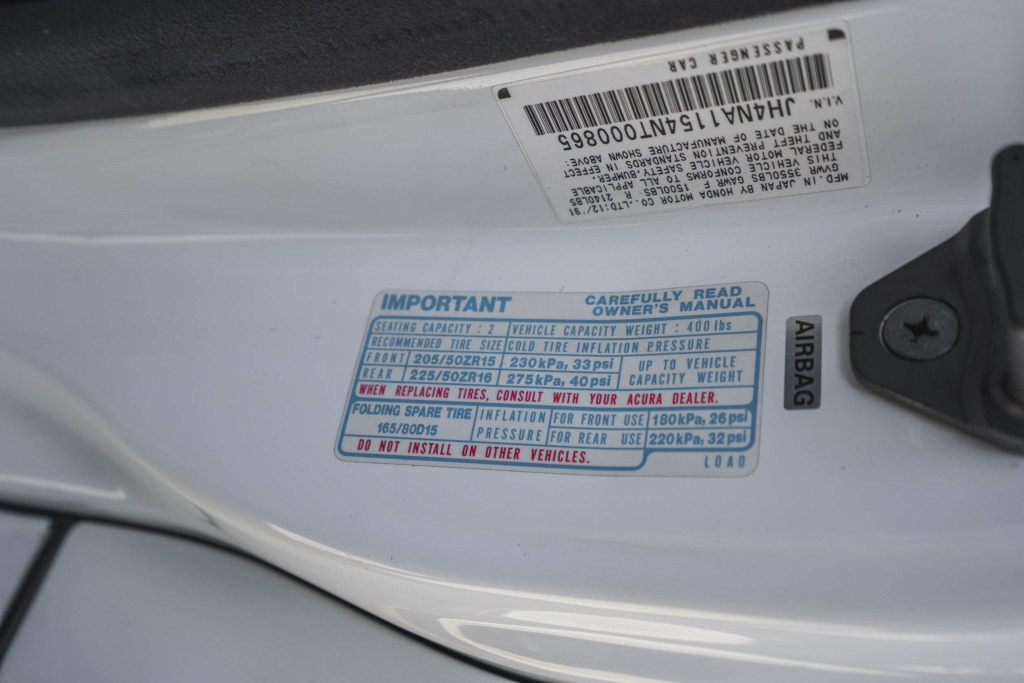 MFD. IN JAPAN BY HONDA MOTOR CO.,LTD:12/'91
GVWR 3550LBS GAWR F 1500LBS R 2140LBS
THIS VEHICLE CONFORMS TO ALL APPLICABLE
FEDERAL MOTOR VEHICLE SAFETY,BUMPER,
AND THEFT PREVENTION STANDARDS IN EFFECT
ON THE DATE OF MANUFACTURE SHOWN ABOVE:
V.I.N. JH4NA1154NT000865
PASSENGER CAR
IMPORTANT CAREFULLY READ
OWNER'S MANUAL
SEATING CAPACITY : 2 VEHICLE CAPACITY WEIGHT : 400 lbs
RECOMMENDED TIRE SIZE COLD TIRE INFLATION PRESSURE
FRONT 205/50ZR15 230kPa, 33psi UP TO VEHICLE
REAR 225/50ZR16 275kPa, 40psi CAPACITY WEIGHT
WHEN REPLACING TIRES, CONSULT WITH YOUR ACURA DEALER.
FOLDING SPARE TIRE INFLATION FOR FRONT USE 180kPa, 26psi
165/80D15 PRESSURE FOR REAR USE 220kPa, 32psi
DO NOT INSTALL ON OTHER VEHICLES.
L0A0
AIRBAG